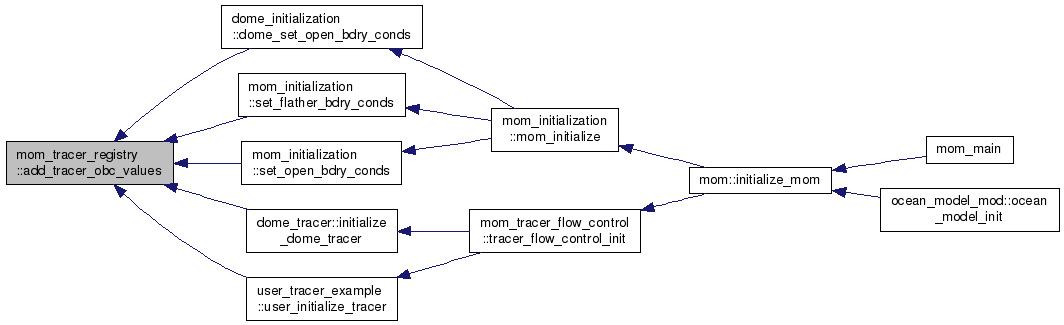 dome_initialization
::dome_set_open_bdry_conds
mom_initialization
::set_flather_bdry_conds
mom_initialization
::mom_initialize
mom_main
mom_tracer_registry
::add_tracer_obc_values
mom_initialization
::set_open_bdry_conds
mom::initialize_mom
ocean_model_mod::ocean
_model_init
dome_tracer::initialize
_dome_tracer
mom_tracer_flow_control
::tracer_flow_control_init
user_tracer_example
::user_initialize_tracer